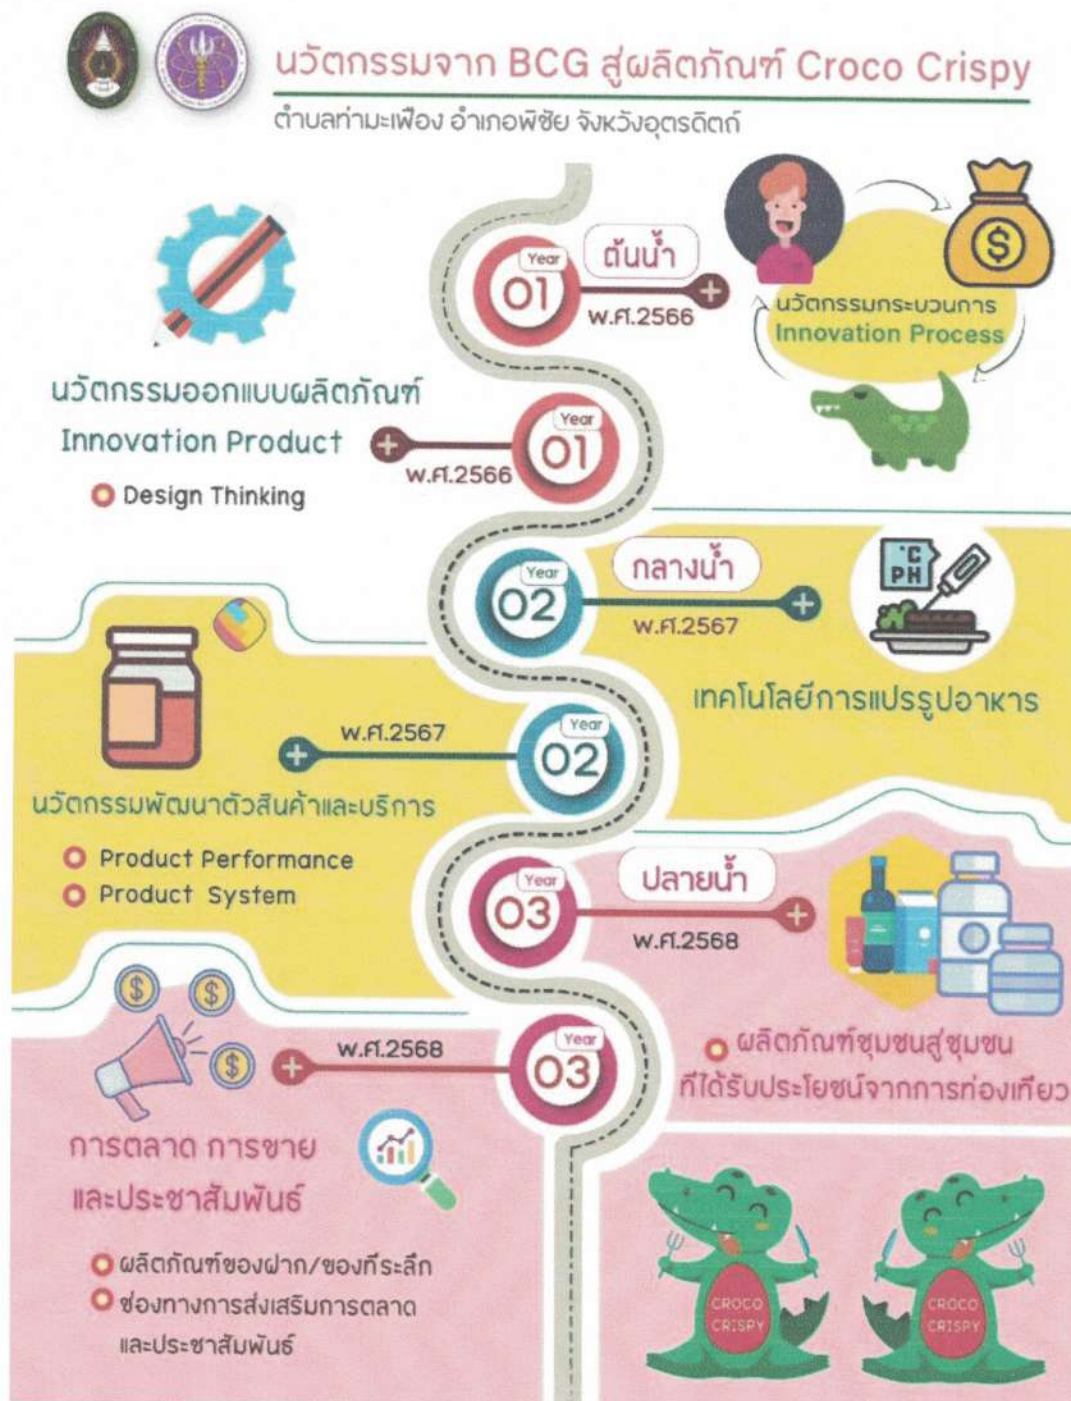 นวัตกรรมจาก BCG สู่ผลิตภัณฑ์ Croco Crispy
ตำบลท่ามะเฟือง อำเภอพิชัย จังหวัดอุตรดิตถ์
Year
01
ต้นน้ำ
พ.ศ.2566
นวัตกรรมกระบวนการ
Innovation Process
นวัตกรรมออกแบบผลิตภัณฑ์
Innovation Product
Design Thinking
พ.ศ.2566
Year
01
Year
02
กลางน้ำ
พ.ศ.2567
°C
PH
เทคโนโลยีการแปรรูปอาหาร
พ.ศ.2567
Year
02
นวัตกรรมพัฒนาตัวสินค้าและบริการ
Product Performance
Product System
Year
03
ปลายน้ำ
พ.ศ.2568
ผลิตภัณฑ์ชุมชนสู่ชุมชน
ที่ได้รับประโยชน์จากการท่องเที่ยว
พ.ศ.2568
Year
03
การตลาด การขาย
และประชาสัมพันธ์
ผลิตภัณฑ์ของฝาก/ของที่ระลึก
ช่องทางการส่งเสริมการตลาด
และประชาสัมพันธ์
CROCO
CRISPY
CROCO
CRISPY